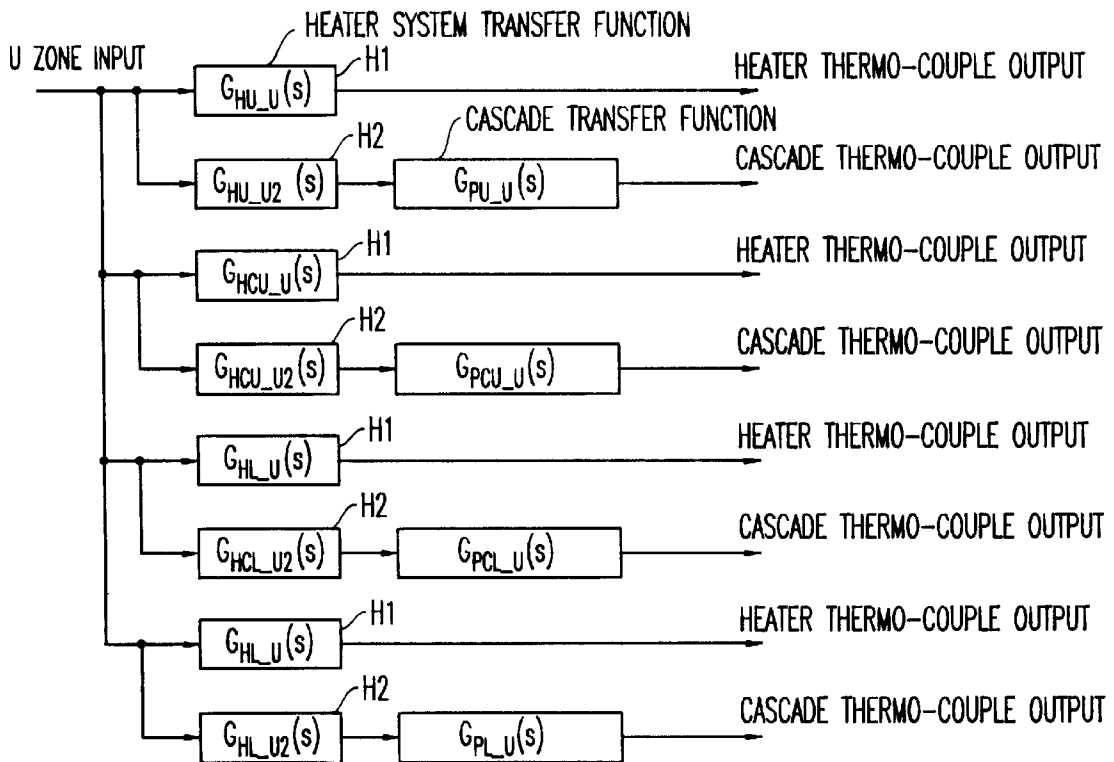 HEATER SYSTEM TRANSFER FUNCTION
U ZONE INPUT
H1
HEATER THERMO-COUPLE OUTPUT
G_HU_U(s)
CASCADE TRANSFER FUNCTION
H2
CASCADE THERMO-COUPLE OUTPUT
G_HU_U2 (s)
G_PU_U(s)
H1
HEATER THERMO-COUPLE OUTPUT
G_HCU_U(s)
H2
CASCADE THERMO-COUPLE OUTPUT
G_HCU_U2(s)
G_PCU_U(s)
H1
HEATER THERMO-COUPLE OUTPUT
G_HL_U(s)
H2
CASCADE THERMO-COUPLE OUTPUT
G_HCL_U2(s)
G_PCL_U(s)
H1
HEATER THERMO-COUPLE OUTPUT
G_HL_U(s)
H2
CASCADE THERMO-COUPLE OUTPUT
G_HL_U2(s)
G_PL_U(s)